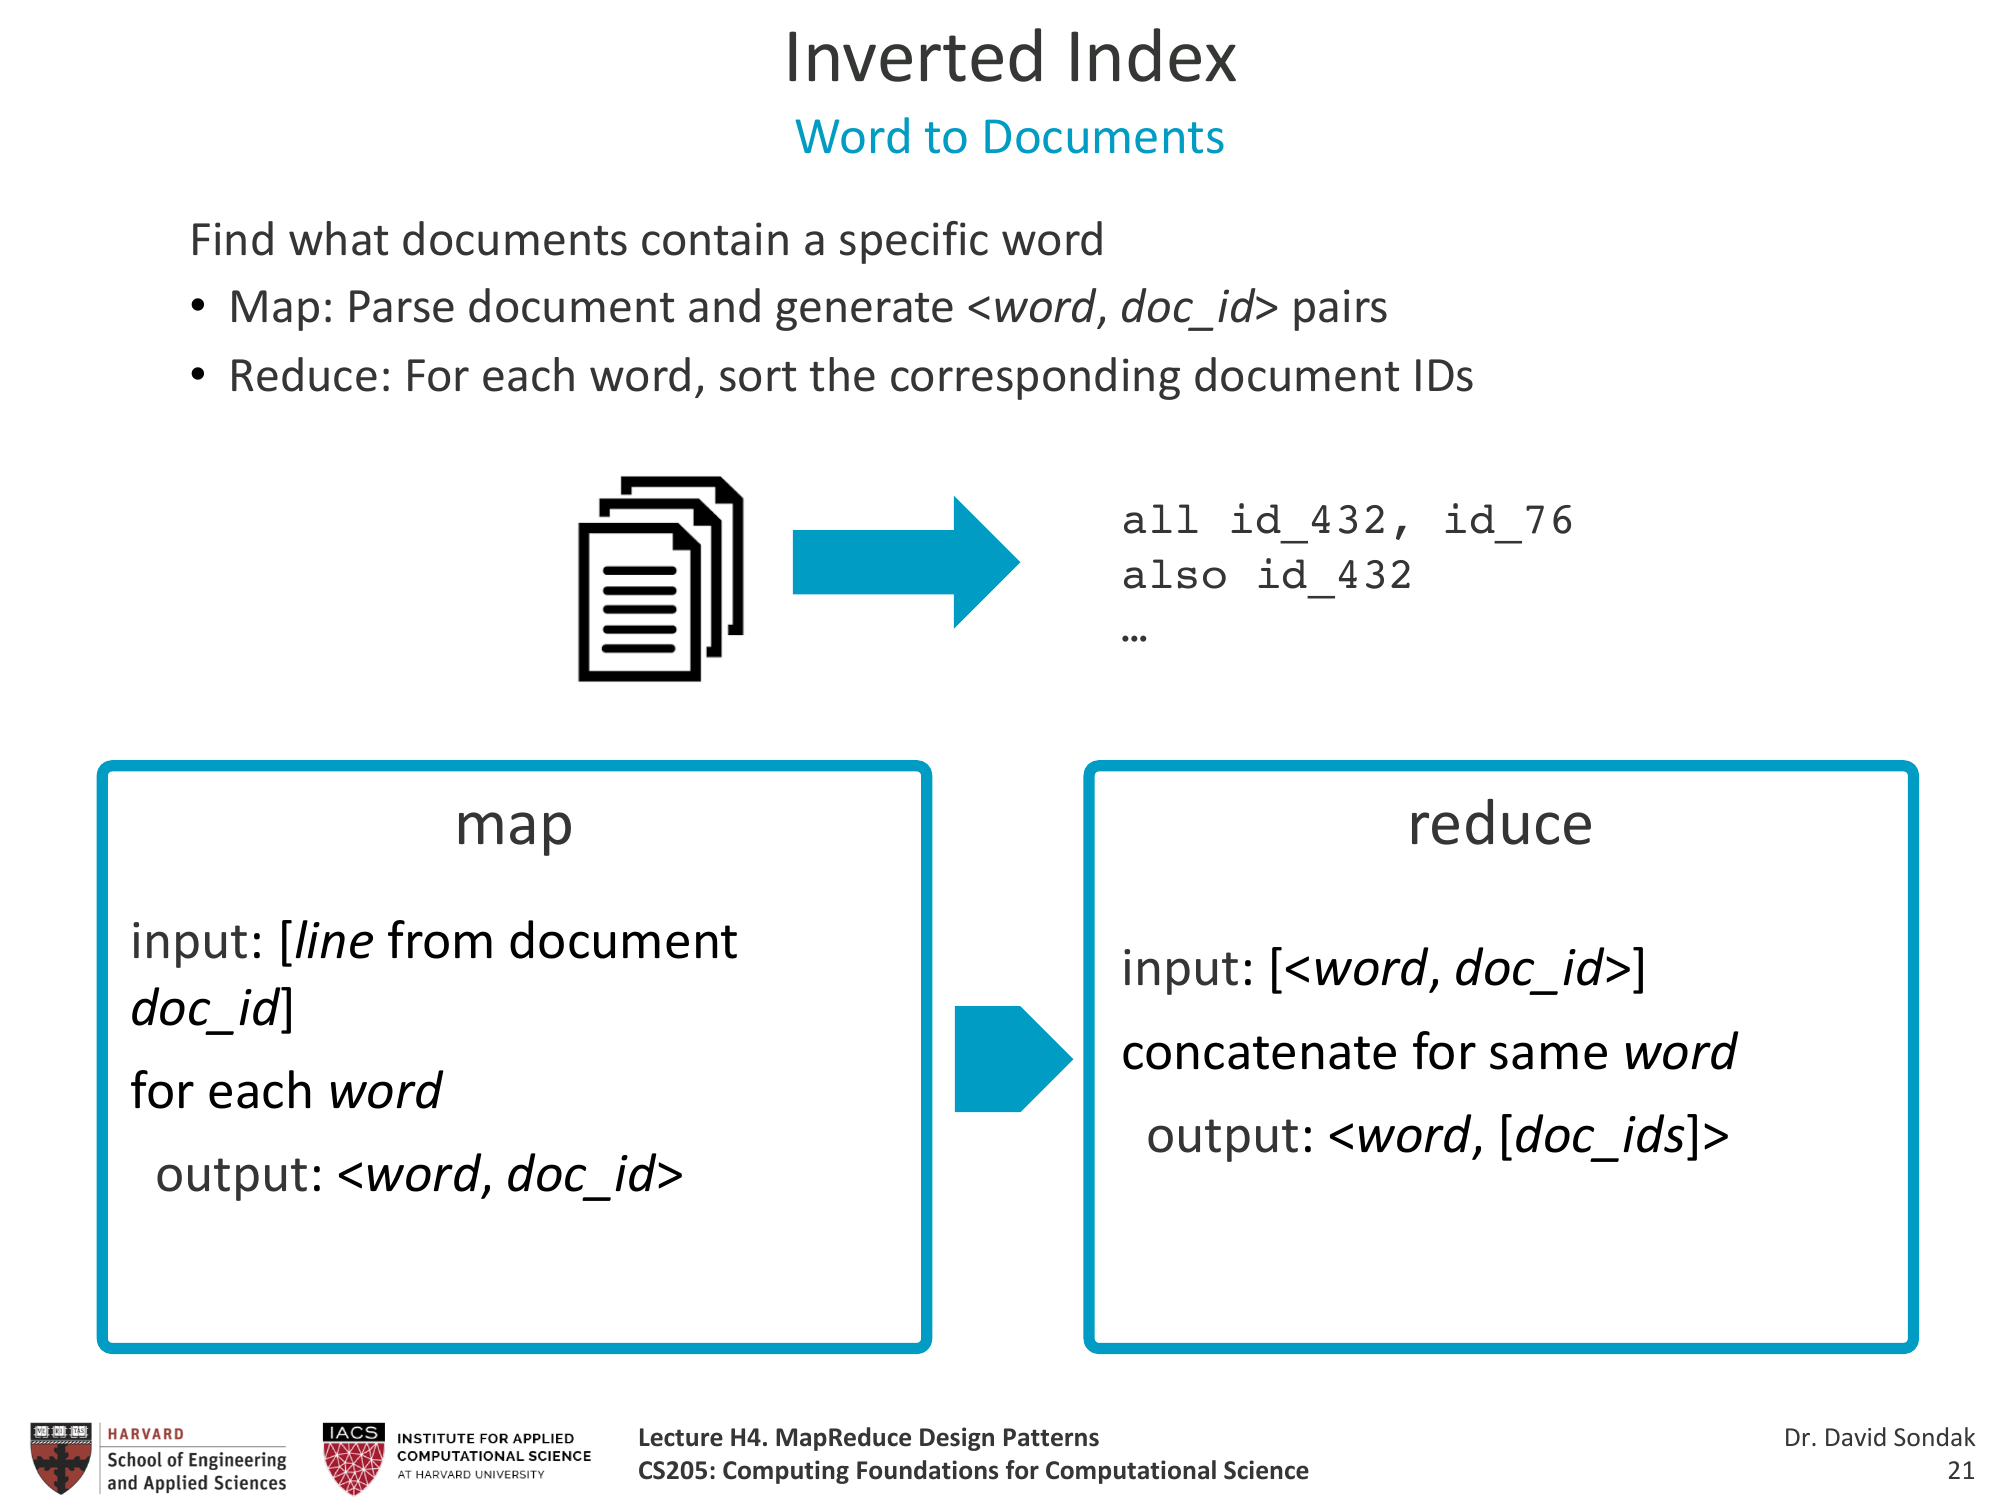 Inverted Index
Word to Documents
Find what documents contain a specific word
• Map: Parse document and generate <word, doc_id> pairs
• Reduce: For each word, sort the corresponding document IDs
all id_432, id_76
also id_432
…
map
input: [line from document
doc_id]
for each word
output: <word, doc_id>
reduce
input: [<word, doc_id>]
concatenate for same word
output: <word, [doc_ids]>
HARVARD
School of Engineering
and Applied Sciences
IACS
INSTITUTE FOR APPLIED
COMPUTATIONAL SCIENCE
AT HARVARD UNIVERSITY
Lecture H4. MapReduce Design Patterns
CS205: Computing Foundations for Computational Science
Dr. David Sondak
21